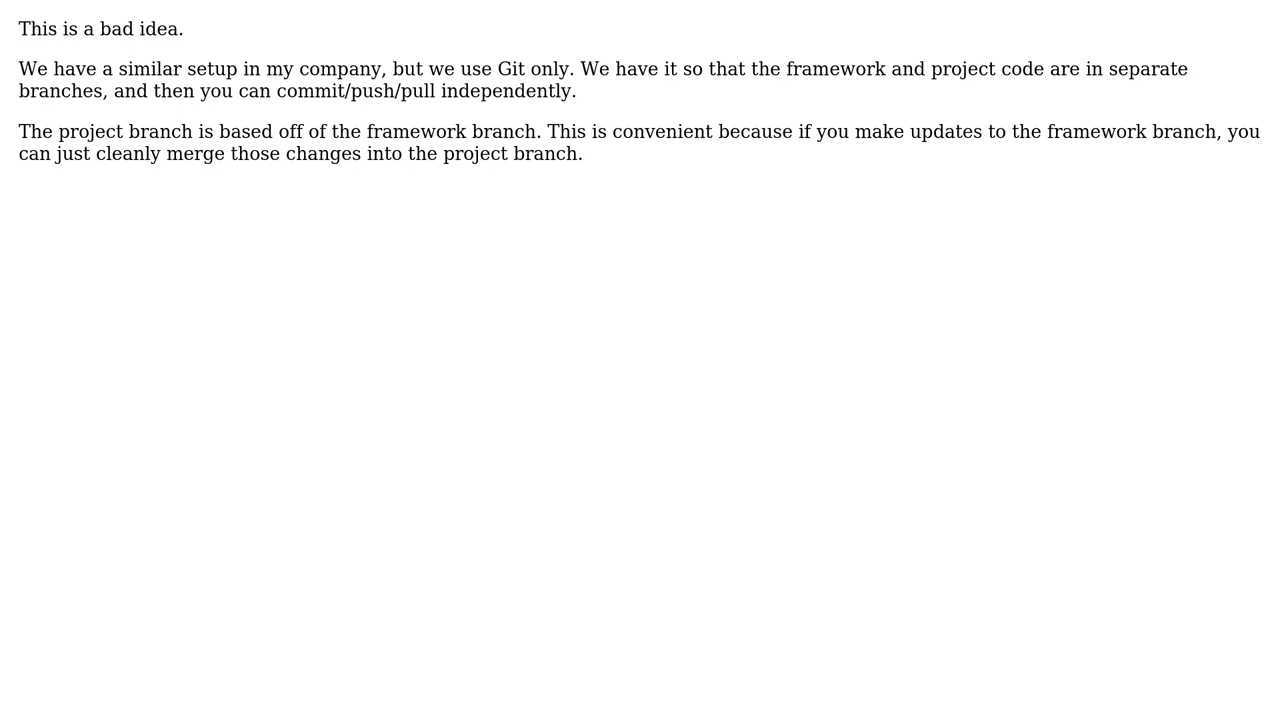 This is a bad idea.
We have a similar setup in my company, but we use Git only. We have it so that the framework and project code are in separate
branches, and then you can commit/push/pull independently.
The project branch is based off of the framework branch. This is convenient because if you make updates to the framework branch, you
can just cleanly merge those changes into the project branch.